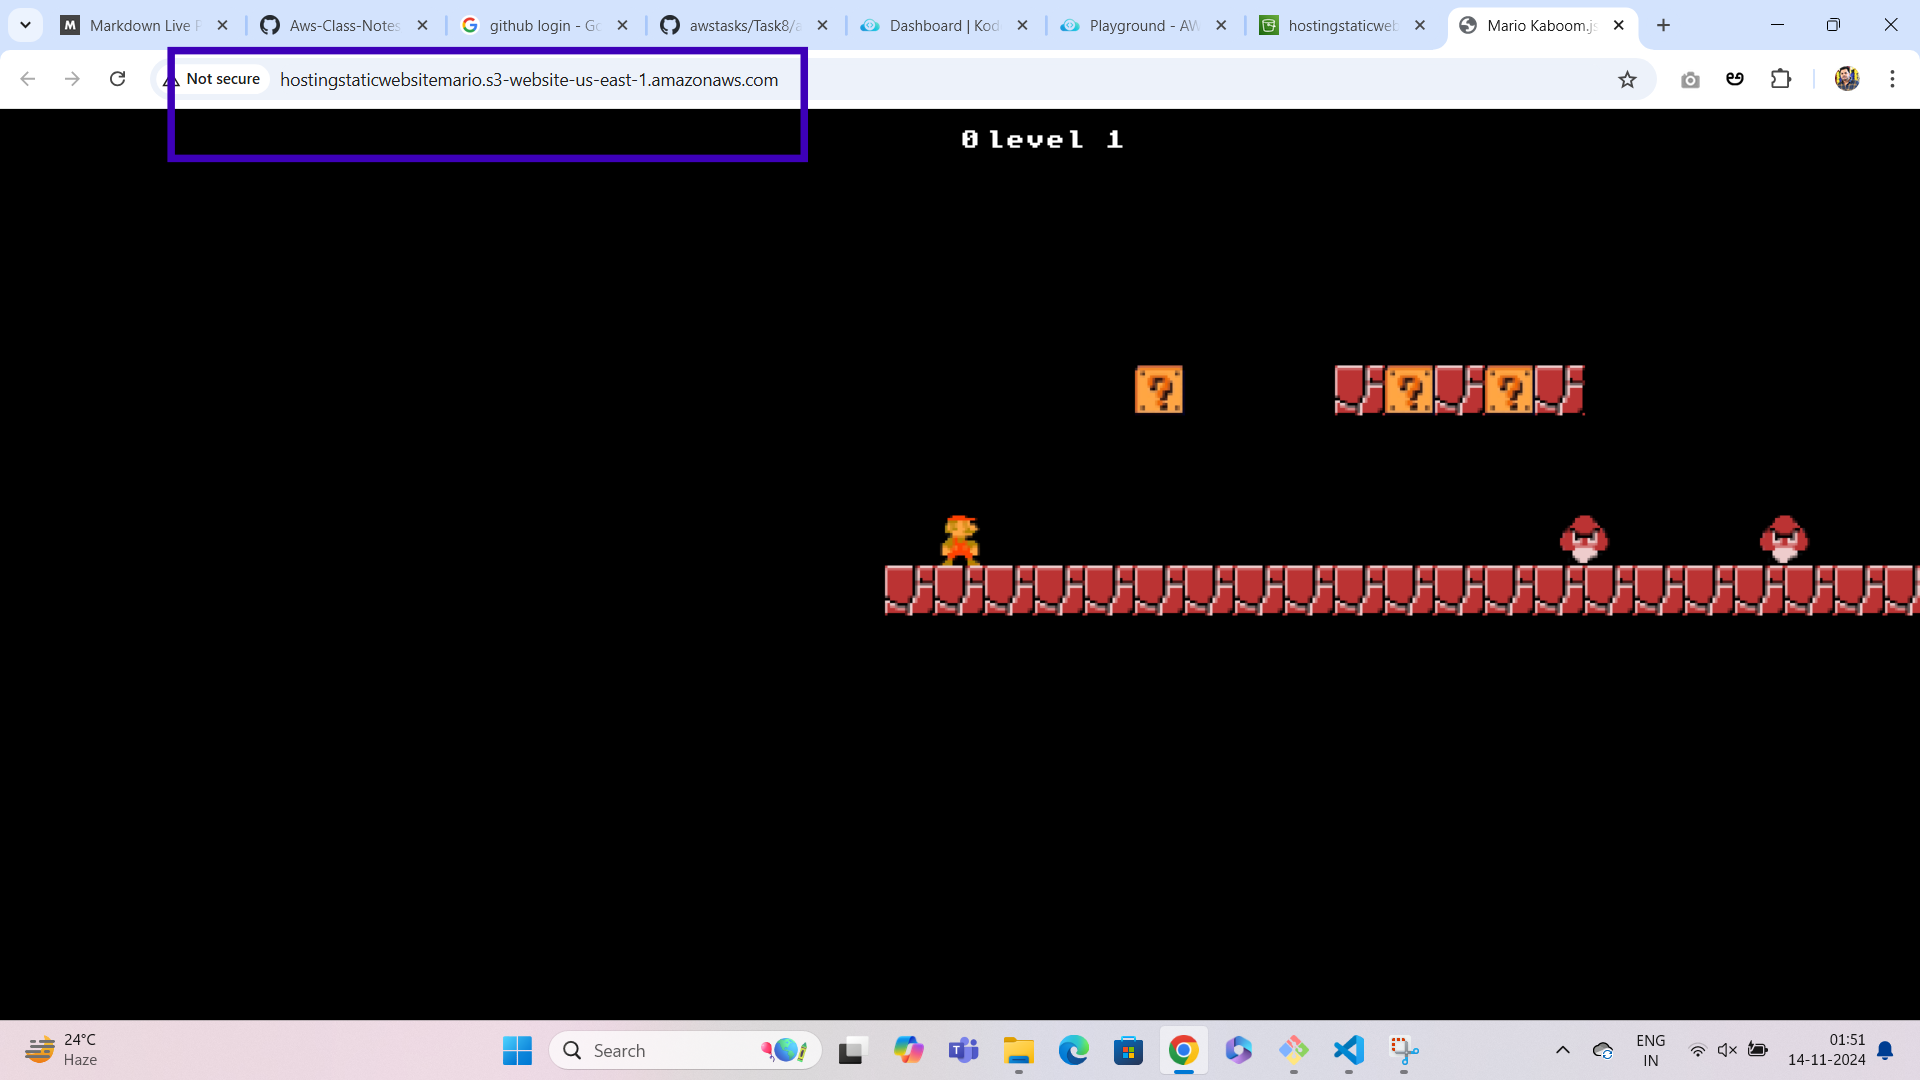 M Markdown Live P
Aws-Class-Notes
github login - Go
awstasks/Task8/a
Dashboard | Kod
Playground - AW
hostingstaticweb
Mario Kaboom.js
Not secure
hostingstaticwebsitemario.s3-website-us-east-1.amazonaws.com
0 level 1
?
? ?
24°C
Haze
Search
ENG
IN
01:51
14-11-2024